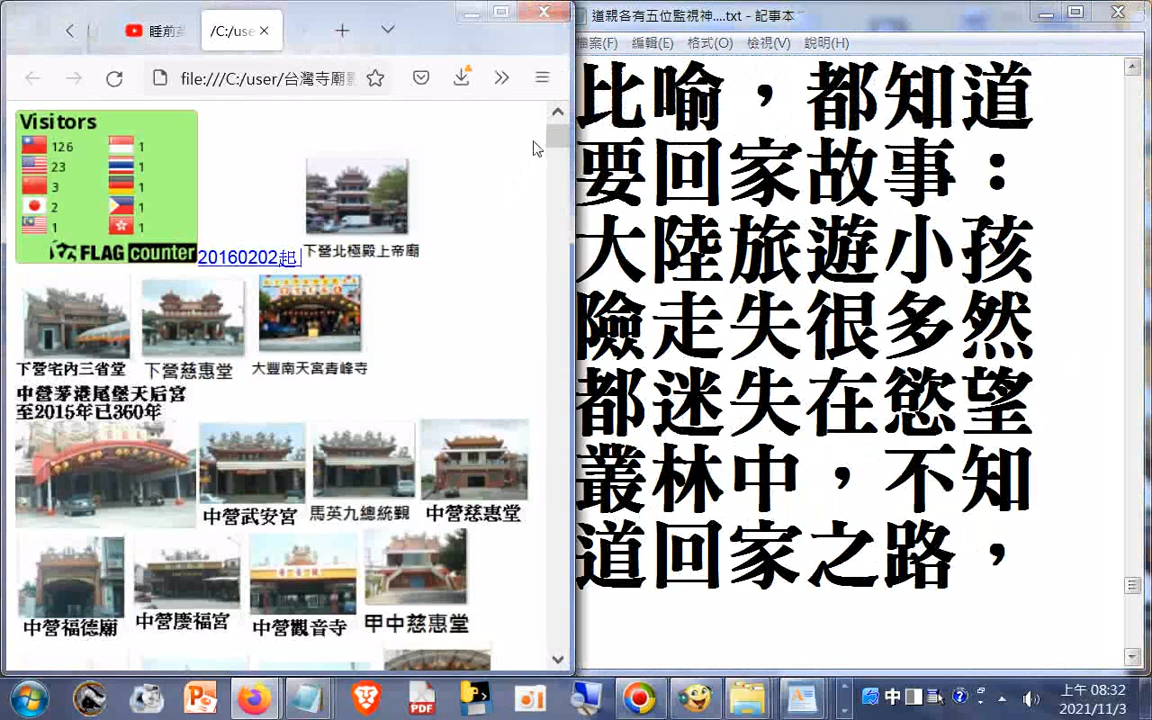 睡前
/C:/use
道親各有五位監視神....txt - 記事本
檔案(F) 編輯(E) 格式(O) 檢視(V) 說明(H)
file:///C:/user/台灣寺廟
Visitors
126 1
23 1
3 1
2 1
1 1
FLAG counter
20160202起
下營北極殿上帝廟
下營宅內三省堂
下營慈惠堂
大豐南天宮青峰寺
中營茅港尾堡天后宮
至2015年已360年
中營武安宮
馬英九總統覲
中營慈惠堂
中營福德廟
中營慶福宮
中營觀音寺
甲中慈惠堂
比喻，都知道
要回家故事：
大陸旅遊小孩
險走失很多然
都迷失在慾望
叢林中，不知
道回家之路，
PDF
中
上午 08:32
2021/11/3